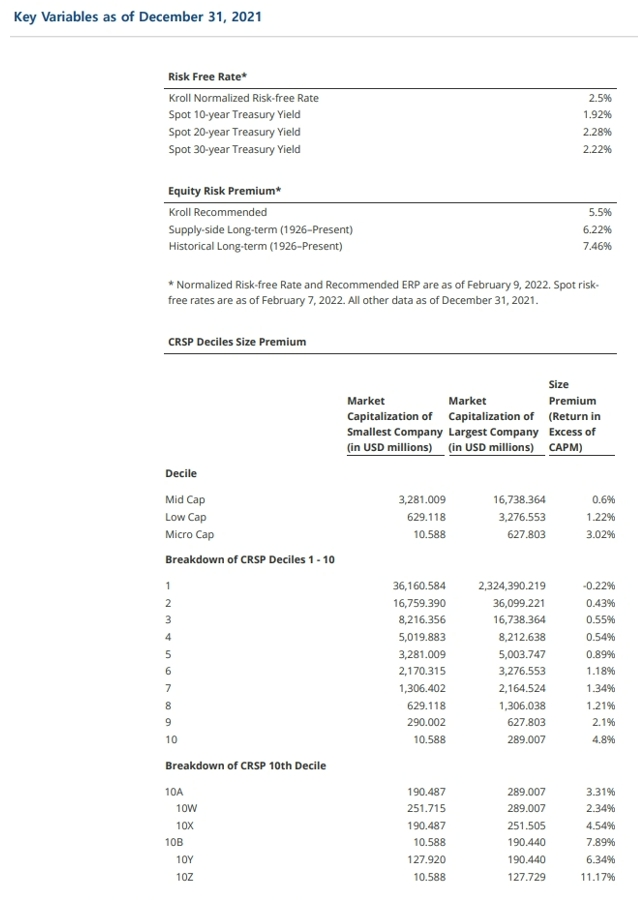 Key Variables as of December 31, 2021
Risk Free Rate*
Kroll Normalized Risk-free Rate 2.5%
Spot 10-year Treasury Yield 1.92%
Spot 20-year Treasury Yield 2.28%
Spot 30-year Treasury Yield 2.22%
Equity Risk Premium*
Kroll Recommended 5.5%
Supply-side Long-term (1926–Present) 6.22%
Historical Long-term (1926–Present) 7.46%
* Normalized Risk-free Rate and Recommended ERP are as of February 9, 2022. Spot risk-
free rates are as of February 7, 2022. All other data as of December 31, 2021.
CRSP Deciles Size Premium
Size
Market Market Premium
Capitalization of Capitalization of (Return in
Smallest Company Largest Company Excess of
(in USD millions) (in USD millions) CAPM)
Decile
Mid Cap 3,281.009 16,738.364 0.6%
Low Cap 629.118 3,276.553 1.22%
Micro Cap 10.588 627.803 3.02%
Breakdown of CRSP Deciles 1 - 10
1 36,160.584 2,324,390.219 -0.22%
2 16,759.390 36,099.221 0.43%
3 8,216.356 16,738.364 0.55%
4 5,019.883 8,212.638 0.54%
5 3,281.009 5,003.747 0.89%
6 2,170.315 3,276.553 1.18%
7 1,306.402 2,164.524 1.34%
8 629.118 1,306.038 1.21%
9 290.002 627.803 2.1%
10 10.588 289.007 4.8%
Breakdown of CRSP 10th Decile
10A 190.487 289.007 3.31%
10W 251.715 289.007 2.34%
10X 190.487 251.505 4.54%
10B 10.588 190.440 7.89%
10Y 127.920 190.440 6.34%
10Z 10.588 127.729 11.17%